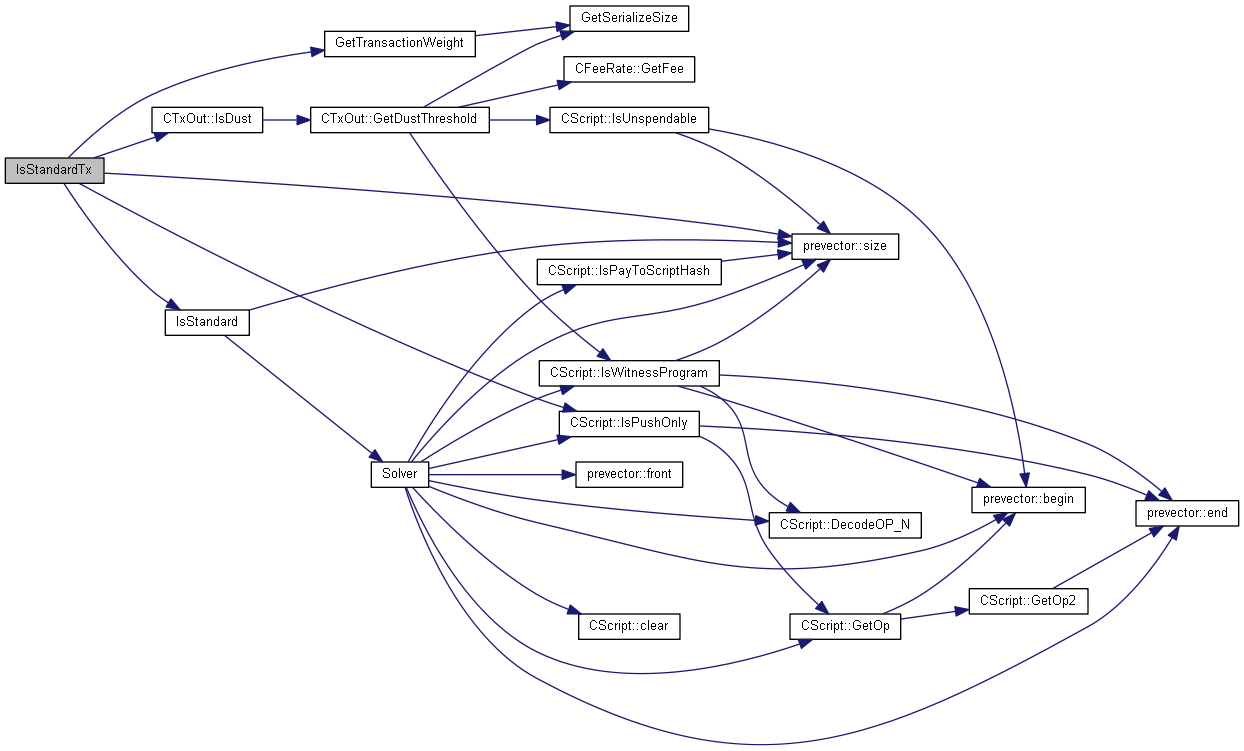 GetSerializeSize
GetTransactionWeight
CFeeRate::GetFee
CTxOut::IsDust
CTxOut::GetDustThreshold
CScript::IsUnspendable
IsStandardTx
prevector::size
CScript::IsPayToScriptHash
IsStandard
CScript::IsWitnessProgram
CScript::IsPushOnly
Solver
prevector::front
prevector::begin
prevector::end
CScript::DecodeOP_N
CScript::GetOp2
CScript::clear
CScript::GetOp